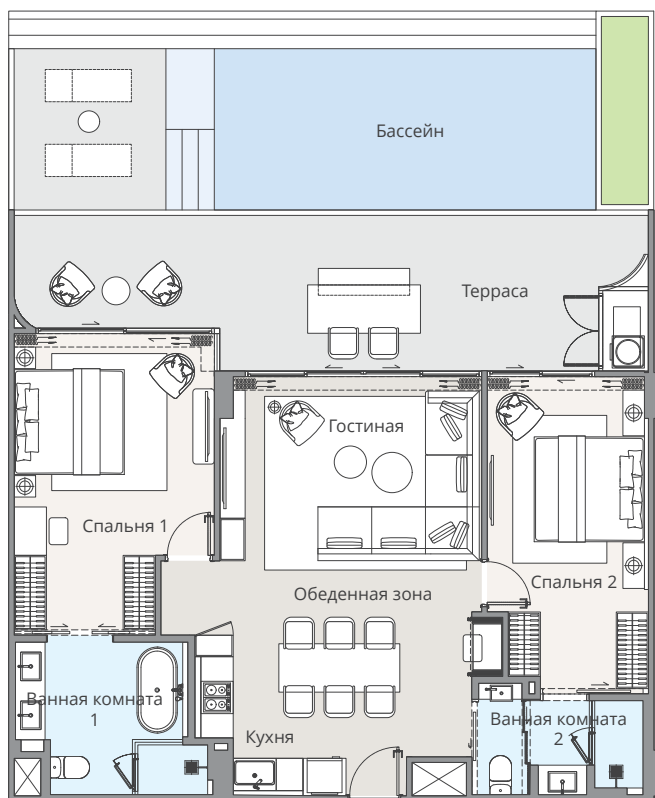 Бассейн
Терраса
Гостиная
Спальня 1
Обеденная зона
Спальня 2
Ванная комната
1
Ванная комната
2
Кухня